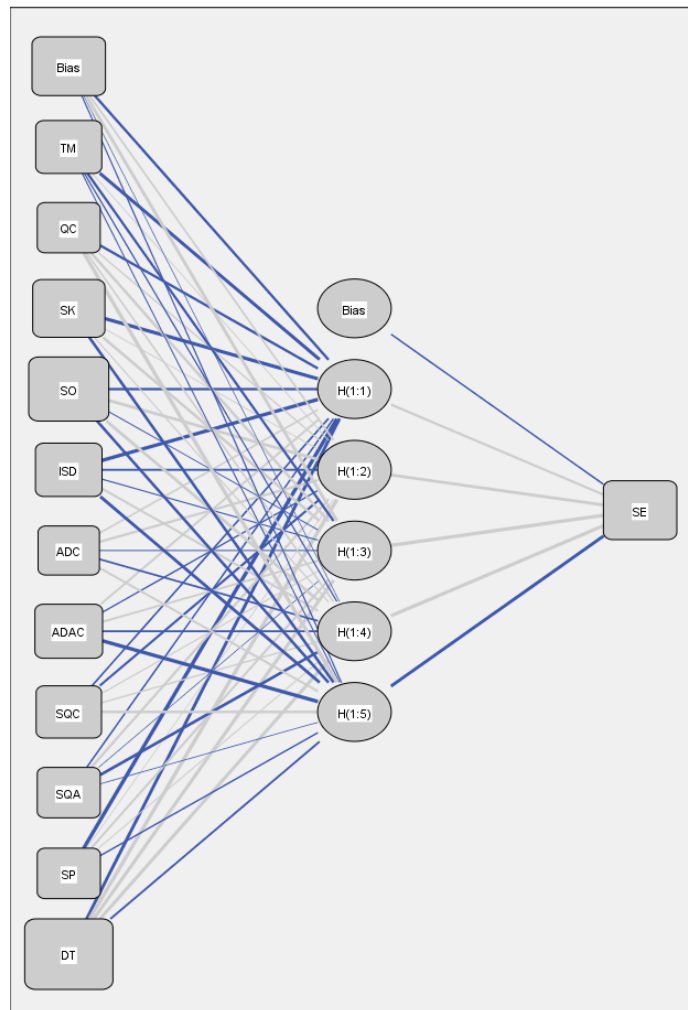 Bias
TM
QC
SK
SO
ISD
ADC
ADAC
SQC
SQA
SP
DT
Bias
H(1:1)
H(1:2)
H(1:3)
H(1:4)
H(1:5)
SE